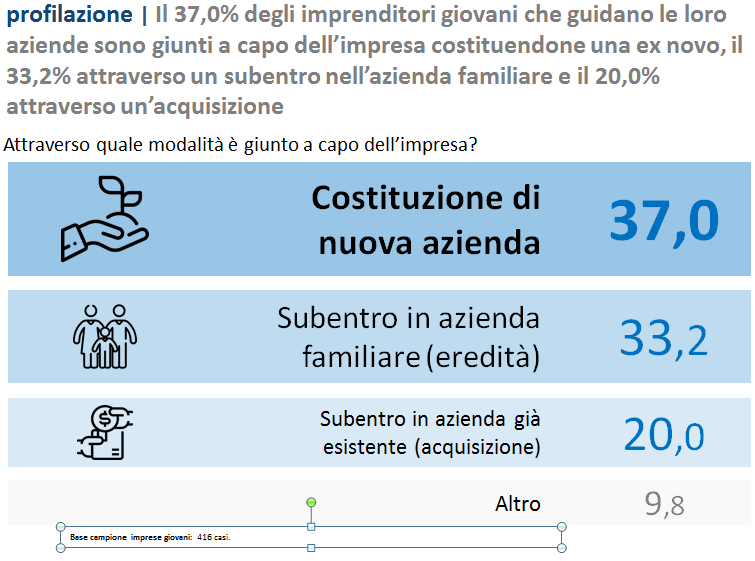 profilazione | Il 37,0% degli imprenditori giovani che guidano le loro
aziende sono giunti a capo dell’impresa costituendone una ex novo, il
33,2% attraverso un subentro nell’azienda familiare e il 20,0%
attraverso un’acquisizione
Attraverso quale modalità è giunto a capo dell’impresa?
Costituzione di
nuova azienda
37,0
Subentro in azienda
familiare (eredità)
33,2
Subentro in azienda già
esistente (acquisizione)
20,0
Altro
9,8
Base campione imprese giovani: 416 casi.